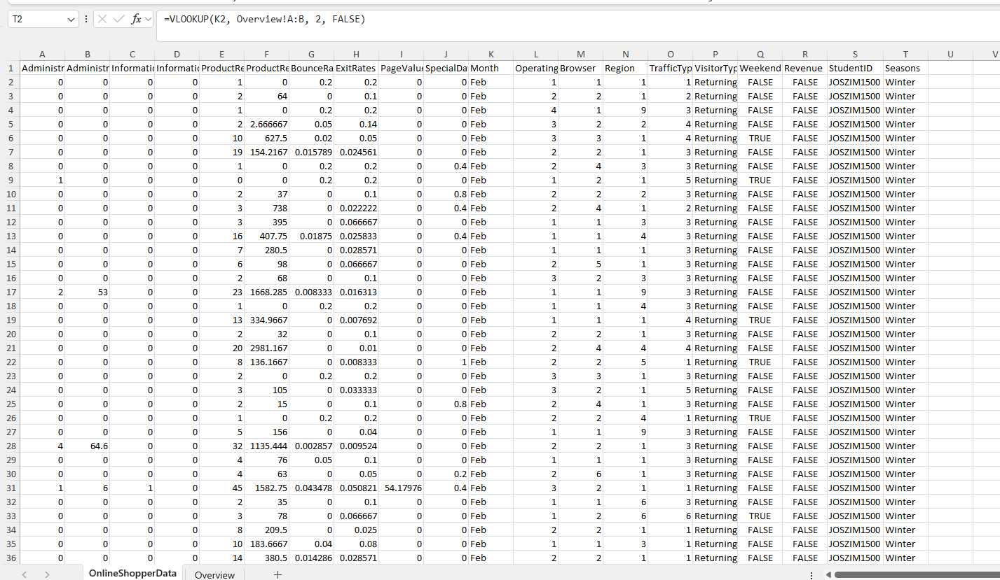 T2 fx =VLOOKUP(K2, Overview!A:B, 2, FALSE)
A B C D E F G H I J K L M N O P Q R S T U V
1 Administr Administr Informatic Informatic ProductRe ProductRe BounceRa ExitRates PageValue SpecialDa Month Operating Browser Region TrafficTyp VisitorTyp Weekend Revenue StudentID Seasons
2 0 0 0 0 1 0 0.2 0.2 0 0 Feb 1 1 1 1 Returning FALSE FALSE JOSZIM1500 Winter
3 0 0 0 0 2 64 0 0.1 0 0 Feb 2 2 1 2 Returning FALSE FALSE JOSZIM1500 Winter
4 0 0 0 0 1 0 0.2 0.2 0 0 Feb 4 1 9 3 Returning FALSE FALSE JOSZIM1500 Winter
5 0 0 0 0 2 2.666667 0.05 0.14 0 0 Feb 3 2 2 4 Returning FALSE FALSE JOSZIM1500 Winter
6 0 0 0 0 10 627.5 0.02 0.05 0 0 Feb 3 3 1 4 Returning TRUE FALSE JOSZIM1500 Winter
7 0 0 0 0 19 154.2167 0.015789 0.024561 0 0 Feb 2 2 1 3 Returning FALSE FALSE JOSZIM1500 Winter
8 0 0 0 0 1 0 0.2 0.2 0 0.4 Feb 2 4 3 3 Returning FALSE FALSE JOSZIM1500 Winter
9 1 0 0 0 0 0 0.2 0.2 0 0 Feb 1 2 1 5 Returning TRUE FALSE JOSZIM1500 Winter
10 0 0 0 0 2 37 0 0.1 0 0.8 Feb 2 2 2 3 Returning FALSE FALSE JOSZIM1500 Winter
11 0 0 0 0 3 738 0 0.022222 0 0.4 Feb 2 4 1 2 Returning FALSE FALSE JOSZIM1500 Winter
12 0 0 0 0 3 395 0 0.066667 0 0 Feb 1 1 3 3 Returning FALSE FALSE JOSZIM1500 Winter
13 0 0 0 0 16 407.75 0.01875 0.025833 0 0.4 Feb 1 1 4 3 Returning FALSE FALSE JOSZIM1500 Winter
14 0 0 0 0 7 280.5 0 0.028571 0 0 Feb 1 1 1 3 Returning FALSE FALSE JOSZIM1500 Winter
15 0 0 0 0 6 98 0 0.066667 0 0 Feb 2 5 1 3 Returning FALSE FALSE JOSZIM1500 Winter
16 0 0 0 0 2 68 0 0.1 0 0 Feb 3 2 3 3 Returning FALSE FALSE JOSZIM1500 Winter
17 2 53 0 0 23 1668.285 0.008333 0.016313 0 0 Feb 1 1 9 3 Returning FALSE FALSE JOSZIM1500 Winter
18 0 0 0 0 1 0 0.2 0.2 0 0 Feb 1 1 4 3 Returning FALSE FALSE JOSZIM1500 Winter
19 0 0 0 0 13 334.9667 0 0.007692 0 0 Feb 1 1 1 4 Returning TRUE FALSE JOSZIM1500 Winter
20 0 0 0 0 2 32 0 0.1 0 0 Feb 2 2 1 3 Returning FALSE FALSE JOSZIM1500 Winter
21 0 0 0 0 20 2981.167 0 0.01 0 0 Feb 2 4 4 4 Returning FALSE FALSE JOSZIM1500 Winter
22 0 0 0 0 8 136.1667 0 0.008333 0 1 Feb 2 2 5 1 Returning TRUE FALSE JOSZIM1500 Winter
23 0 0 0 0 2 0 0.2 0.2 0 0 Feb 3 3 1 3 Returning FALSE FALSE JOSZIM1500 Winter
24 0 0 0 0 3 105 0 0.033333 0 0 Feb 3 2 1 5 Returning FALSE FALSE JOSZIM1500 Winter
25 0 0 0 0 2 15 0 0.1 0 0.8 Feb 2 4 1 3 Returning FALSE FALSE JOSZIM1500 Winter
26 0 0 0 0 1 0 0.2 0.2 0 0 Feb 2 2 4 1 Returning TRUE FALSE JOSZIM1500 Winter
27 0 0 0 0 5 156 0 0.04 0 0 Feb 1 1 9 3 Returning FALSE FALSE JOSZIM1500 Winter
28 4 64.6 0 0 32 1135.444 0.002857 0.009524 0 0 Feb 2 2 1 3 Returning FALSE FALSE JOSZIM1500 Winter
29 0 0 0 0 4 76 0.05 0.1 0 0 Feb 1 1 1 3 Returning FALSE FALSE JOSZIM1500 Winter
30 0 0 0 0 4 63 0 0.05 0 0.2 Feb 2 6 1 3 Returning FALSE FALSE JOSZIM1500 Winter
31 1 6 1 0 45 1582.75 0.043478 0.050821 54.17976 0.4 Feb 3 2 1 1 Returning FALSE FALSE JOSZIM1500 Winter
32 0 0 0 0 2 35 0 0.1 0 0 Feb 1 1 6 3 Returning FALSE FALSE JOSZIM1500 Winter
33 0 0 0 0 3 78 0 0.066667 0 0 Feb 1 2 6 6 Returning TRUE FALSE JOSZIM1500 Winter
34 0 0 0 0 8 209.5 0 0.025 0 0 Feb 2 2 1 1 Returning FALSE FALSE JOSZIM1500 Winter
35 0 0 0 0 10 183.6667 0.04 0.08 0 0 Feb 1 1 3 1 Returning FALSE FALSE JOSZIM1500 Winter
36 0 0 0 0 14 380.5 0.014286 0.028571 0 0 Feb 2 2 1 1 Returning FALSE FALSE JOSZIM1500 Winter
OnlineShopperData Overview +